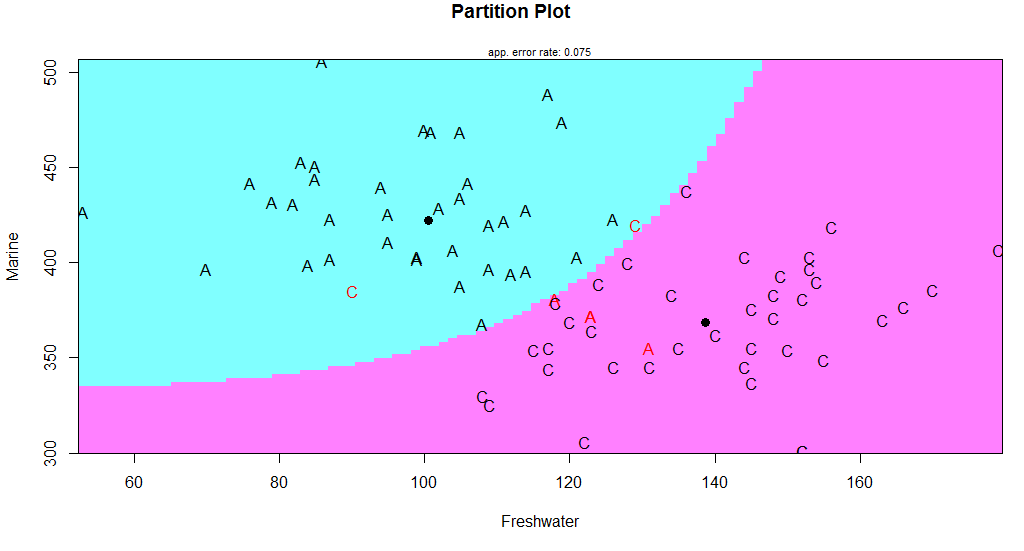 Partition Plot
app. error rate: 0.075
500
A
A
A
A A A
450
A A
A A A A
A A A
A A A A
A A A A A C C
C
A A
400
A A A A A C C C
A A A C C
A A A A C C
C C C C
A C C C C
C C C A C
A C C C
C
350
C C A C C C
C
C C C C
C
C C
C
300
C
60 80 100 120 140 160
Marine
Freshwater